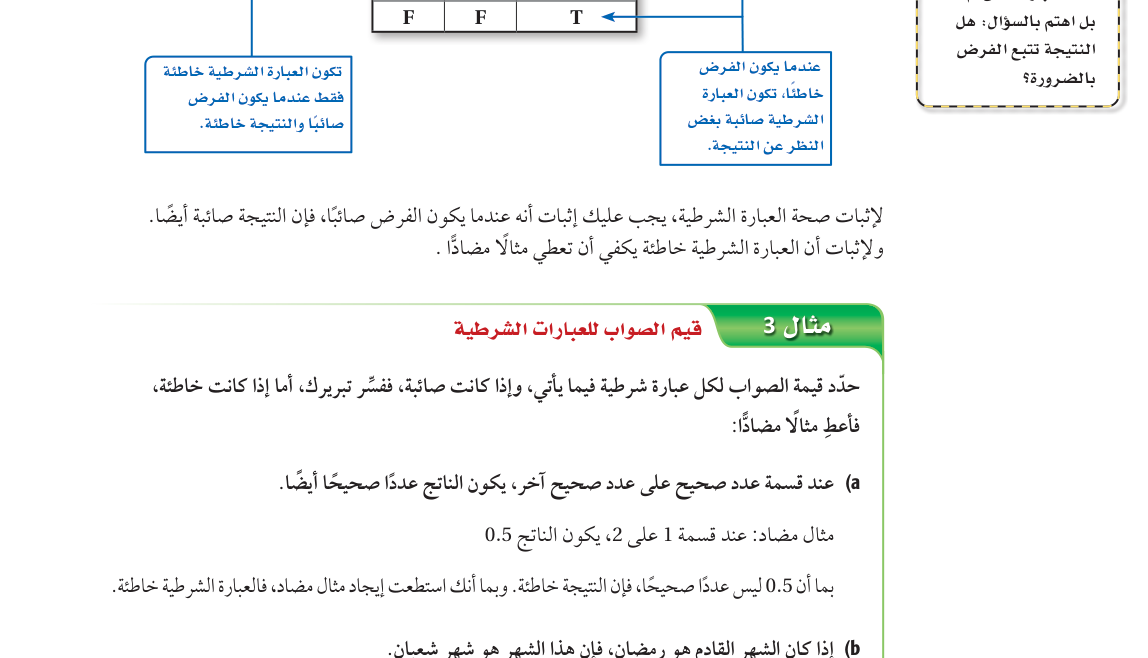 بل اهتم بالسؤال: هل
النتيجة تتبع الفرض
بالضرورة؟
F F T
عندما يكون الفرض
خاطئًا، تكون العبارة
الشرطية صائبة بغض
النظر عن النتيجة.
تكون العبارة الشرطية خاطئة
فقط عندما يكون الفرض
صائبًا والنتيجة خاطئة.
لإثبات صحة العبارة الشرطية، يجب عليك إثبات أنه عندما يكون الفرض صائبًا، فإن النتيجة صائبة أيضًا.
ولإثبات أن العبارة الشرطية خاطئة يكفي أن تعطي مثالًا مضادًّا .
مثال 3 قيم الصواب للعبارات الشرطية
حدّد قيمة الصواب لكل عبارة شرطية فيما يأتي، وإذا كانت صائبة، ففسِّر تبريرك، أما إذا كانت خاطئة،
فأعطِ مثالًا مضادًّا:
a) عند قسمة عدد صحيح على عدد صحيح آخر، يكون الناتج عددًا صحيحًا أيضًا.
مثال مضاد: عند قسمة 1 على 2، يكون الناتج 0.5
بما أن 0.5 ليس عددًا صحيحًا، فإن النتيجة خاطئة. وبما أنك استطعت إيجاد مثال مضاد، فالعبارة الشرطية خاطئة.
b) إذا كان الشهر القادم هو رمضان، فإن هذا الشهر هو شهر شعبان.